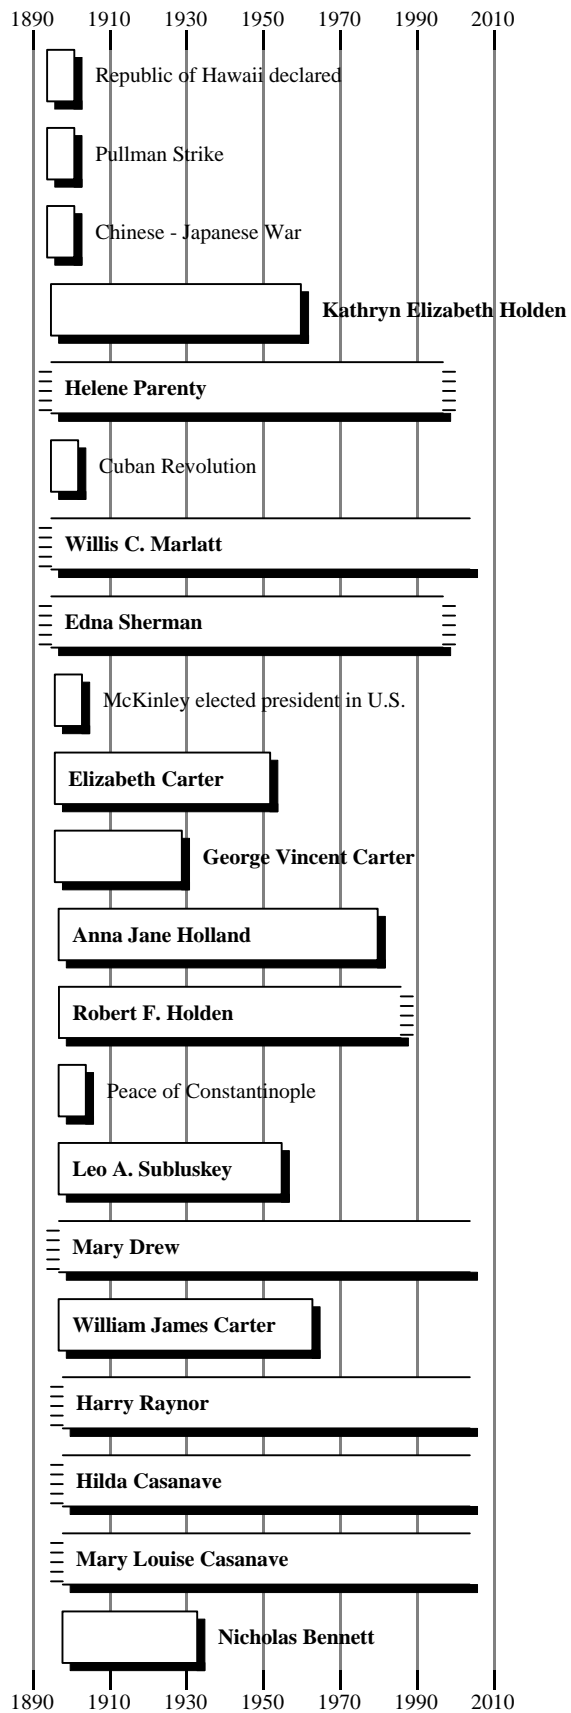 1890 1910 1930 1950 1970 1990 2010
Republic of Hawaii declared
Pullman Strike
Chinese - Japanese War
Kathryn Elizabeth Holden
Helene Parenty
Cuban Revolution
Willis C. Marlatt
Edna Sherman
McKinley elected president in U.S.
Elizabeth Carter
George Vincent Carter
Anna Jane Holland
Robert F. Holden
Peace of Constantinople
Leo A. Subluskey
Mary Drew
William James Carter
Harry Raynor
Hilda Casanave
Mary Louise Casanave
Nicholas Bennett
1890 1910 1930 1950 1970 1990 2010